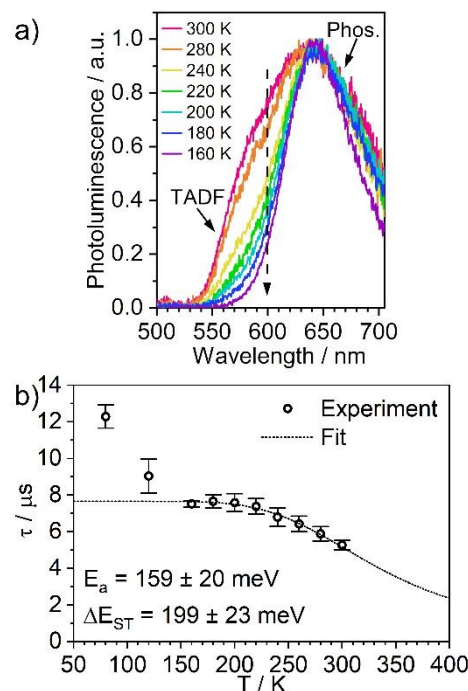 a)
Photoluminescence / a.u.
1.0
0.8
0.6
0.4
0.2
0.0
300 K
280 K
240 K
220 K
200 K
180 K
160 K
Phos.
TADF
500 550 600 650 700
Wavelength / nm
b)
τ / μs
14
12
10
8
6
4
2
0
Experiment
Fit
Eₐ = 159 ± 20 meV
ΔE_ST = 199 ± 23 meV
50 100 150 200 250 300 350 400
T / K